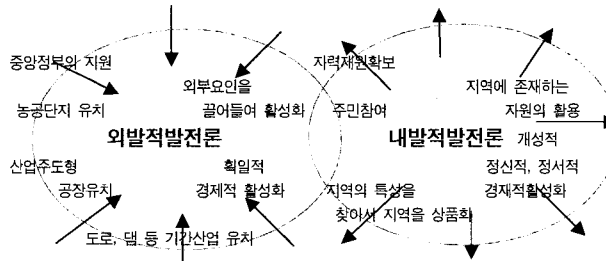 중앙정부의 지원
외부요인을
끌어들여 활성화
농공단지 유치
외발적발전론
산업주도형
공장유치
획일적
경제적 활성화
도로, 댐 등 기간산업 유치
자력재원확보
지역에 존재하는
자원의 활용
주민참여
내발적발전론
개성적
정신적, 정서적
경재적활성화
지역의 특성을
찾아서 지역을 상품화